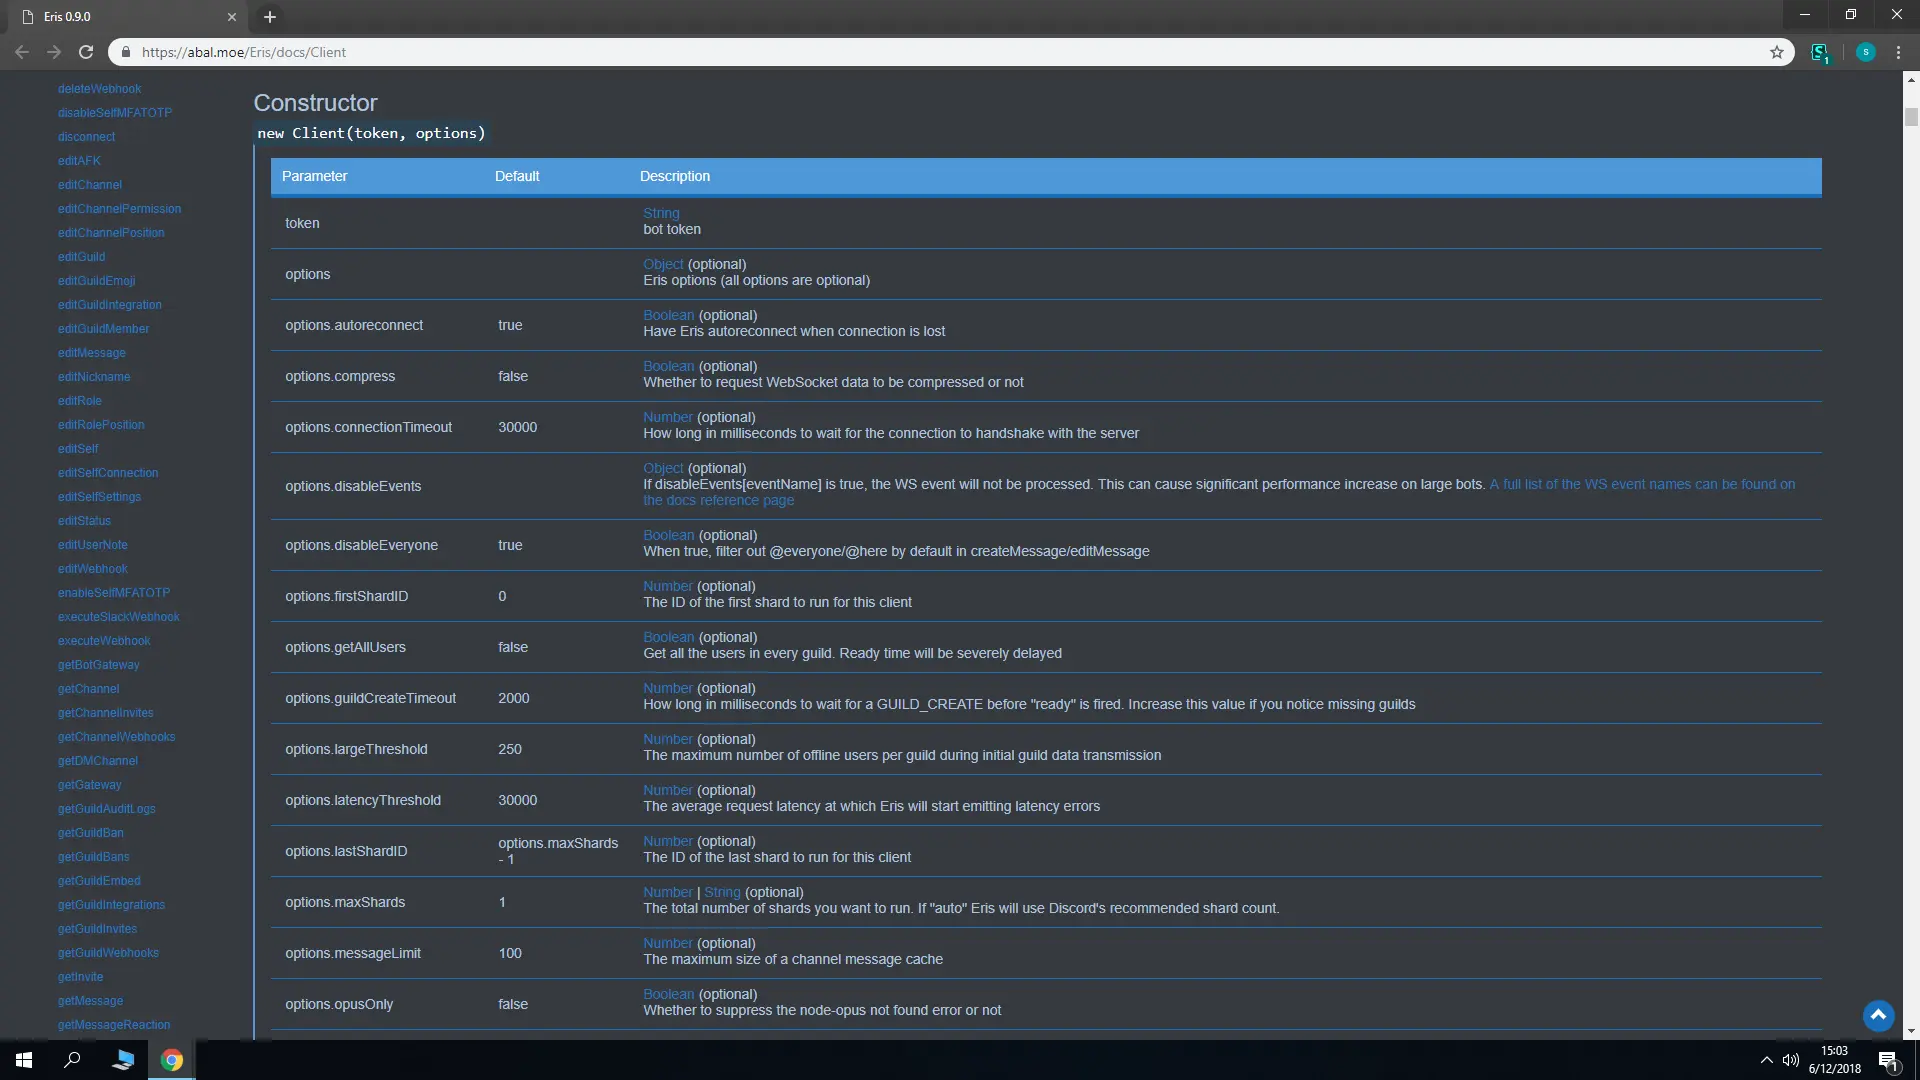 Eris 0.9.0
https://abal.moe/Eris/docs/Client
S
1
s
deleteWebhook
disableSelfMFATOTP
disconnect
editAFK
editChannel
editChannelPermission
editChannelPosition
editGuild
editGuildEmoji
editGuildIntegration
editGuildMember
editMessage
editNickname
editRole
editRolePosition
editSelf
editSelfConnection
editSelfSettings
editStatus
editUserNote
editWebhook
enableSelfMFATOTP
executeSlackWebhook
executeWebhook
getBotGateway
getChannel
getChannelInvites
getChannelWebhooks
getDMChannel
getGateway
getGuildAuditLogs
getGuildBan
getGuildBans
getGuildEmbed
getGuildIntegrations
getGuildInvites
getGuildWebhooks
getInvite
getMessage
getMessageReaction
Constructor
new Client(token, options)
Parameter Default Description
token
String
bot token
options
Object (optional)
Eris options (all options are optional)
options.autoreconnect true
Boolean (optional)
Have Eris autoreconnect when connection is lost
options.compress false
Boolean (optional)
Whether to request WebSocket data to be compressed or not
options.connectionTimeout 30000
Number (optional)
How long in milliseconds to wait for the connection to handshake with the server
options.disableEvents
Object (optional)
If disableEvents[eventName] is true, the WS event will not be processed. This can cause significant performance increase on large bots. A full list of the WS event names can be found on
the docs reference page
options.disableEveryone true
Boolean (optional)
When true, filter out @everyone/@here by default in createMessage/editMessage
options.firstShardID 0
Number (optional)
The ID of the first shard to run for this client
options.getAllUsers false
Boolean (optional)
Get all the users in every guild. Ready time will be severely delayed
options.guildCreateTimeout 2000
Number (optional)
How long in milliseconds to wait for a GUILD_CREATE before "ready" is fired. Increase this value if you notice missing guilds
options.largeThreshold 250
Number (optional)
The maximum number of offline users per guild during initial guild data transmission
options.latencyThreshold 30000
Number (optional)
The average request latency at which Eris will start emitting latency errors
options.lastShardID
options.maxShards
- 1
Number (optional)
The ID of the last shard to run for this client
options.maxShards 1
Number | String (optional)
The total number of shards you want to run. If "auto" Eris will use Discord's recommended shard count.
options.messageLimit 100
Number (optional)
The maximum size of a channel message cache
options.opusOnly false
Boolean (optional)
Whether to suppress the node-opus not found error or not
15:03
6/12/2018
1